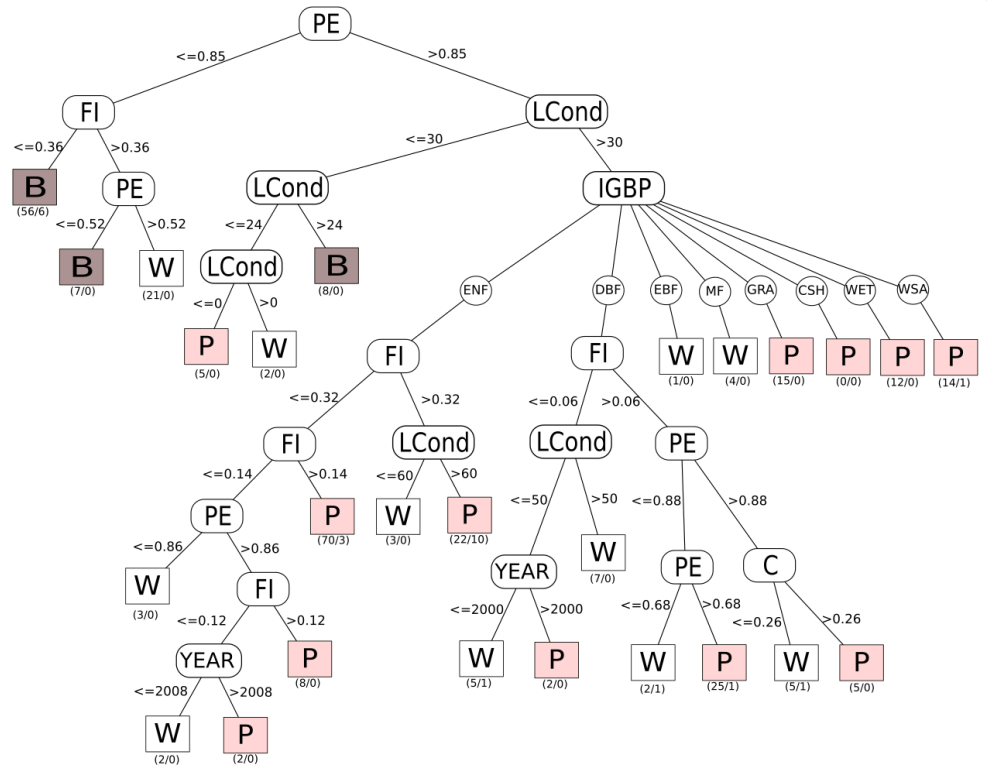 PE
<=0.85 >0.85
FI LCond
<=0.36 >0.36 <=30 >30
B PE LCond IGBP
(56/6)
<=0.52 >0.52 <=24 >24
B W LCond B
(7/0) (21/0) (8/0)
<=0 >0 ENF DBF EBF MF GRA CSH WET WSA
P W FI FI W W P P P P
(5/0) (2/0) (1/0) (4/0) (15/0) (0/0) (12/0) (14/1)
<=0.32 >0.32 <=0.06 >0.06
FI LCond LCond PE
<=0.14 >0.14 <=60 >60 <=50 >50 <=0.88 >0.88
PE P W P
(70/3) (3/0) (22/10)
<=0.86 >0.86 W
(7/0)
W FI YEAR PE C
(3/0)
<=0.12 >0.12 <=2000 >2000 <=0.68 >0.68 <=0.26 >0.26
YEAR P W P W P W P
(8/0) (5/1) (2/0) (2/1) (25/1) (5/1) (5/0)
<=2008 >2008
W P
(2/0) (2/0)